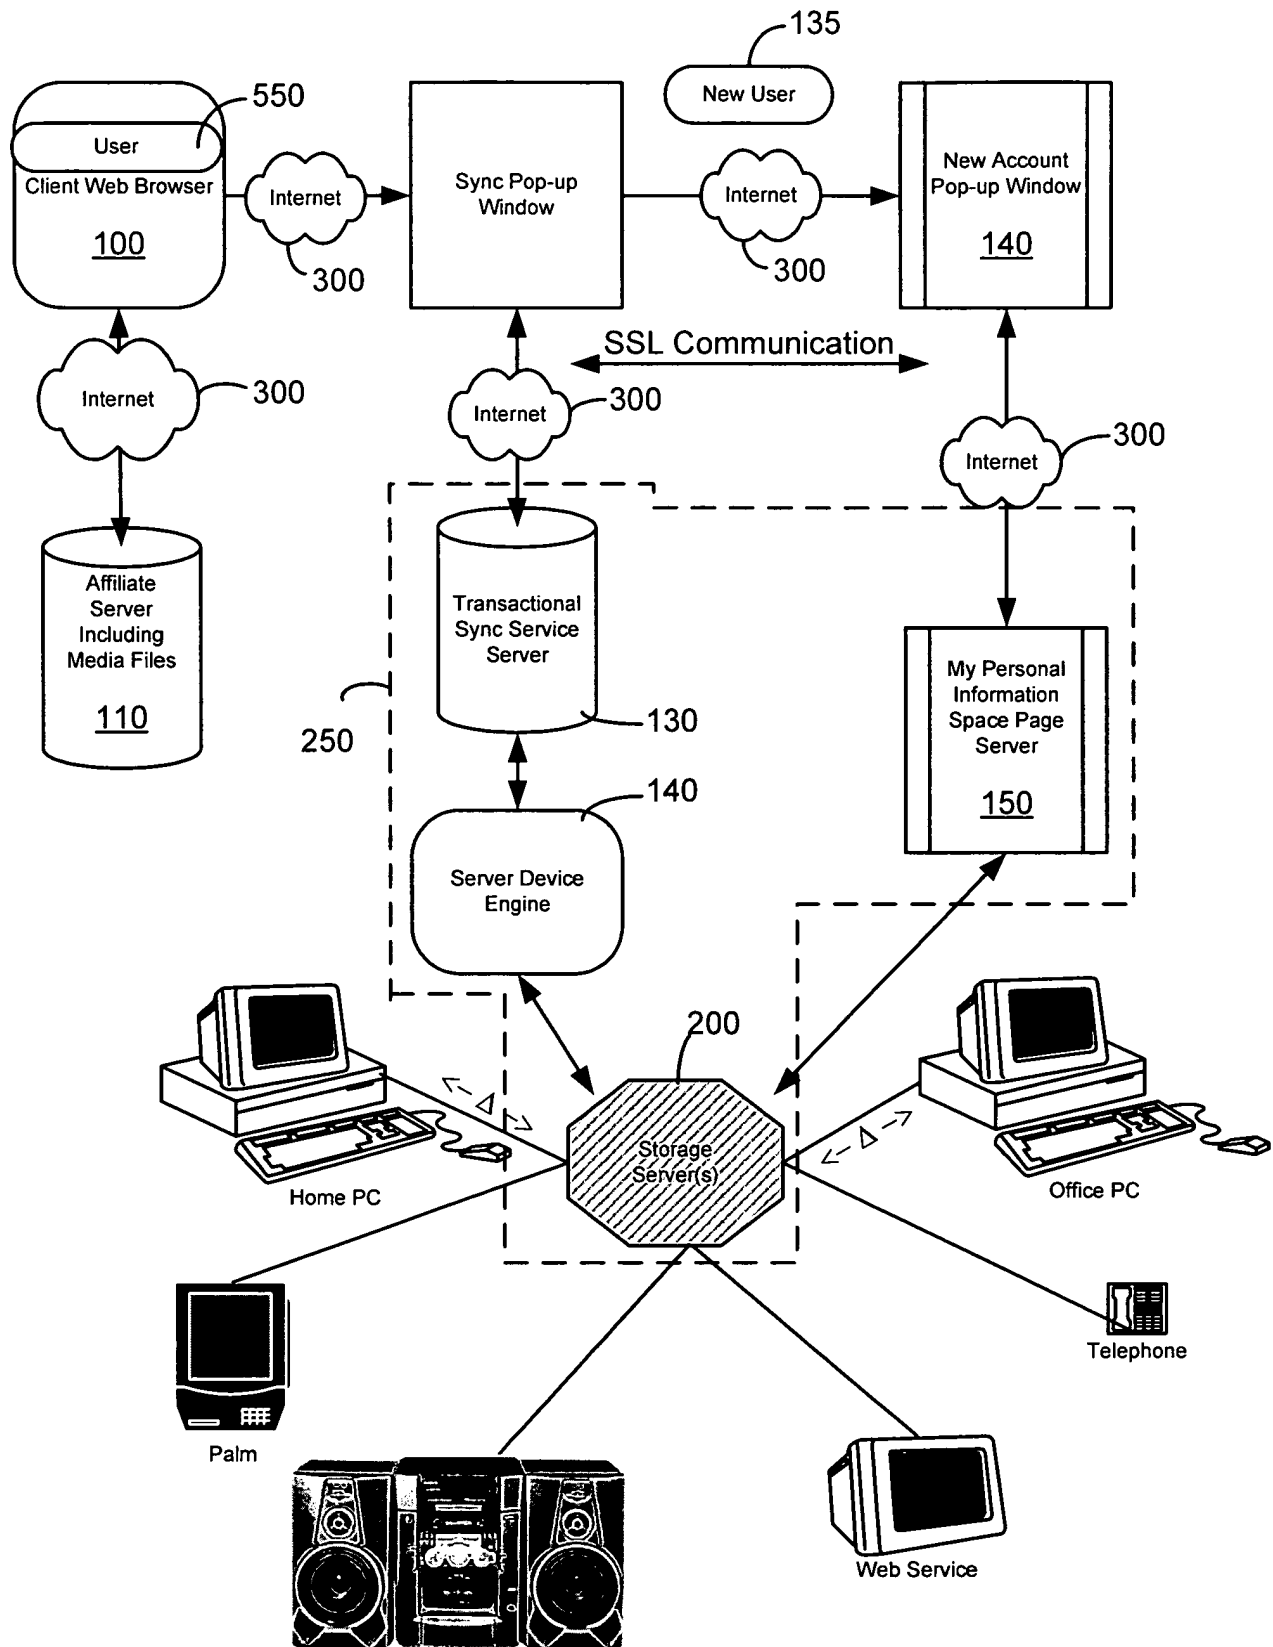 135
New User
550
User
Client Web Browser
100
Internet
300
Sync Pop-up
Window
Internet
300
New Account
Pop-up Window
140
SSL Communication
Internet
300
Internet
300
Internet
300
Affiliate
Server
Including
Media Files
110
Transactional
Sync Service
Server
130
250
My Personal
Information
Space Page
Server
150
140
Server Device
Engine
200
Storage
Server(s)
Δ
Home PC
Δ
Office PC
Palm
Telephone
Web Service